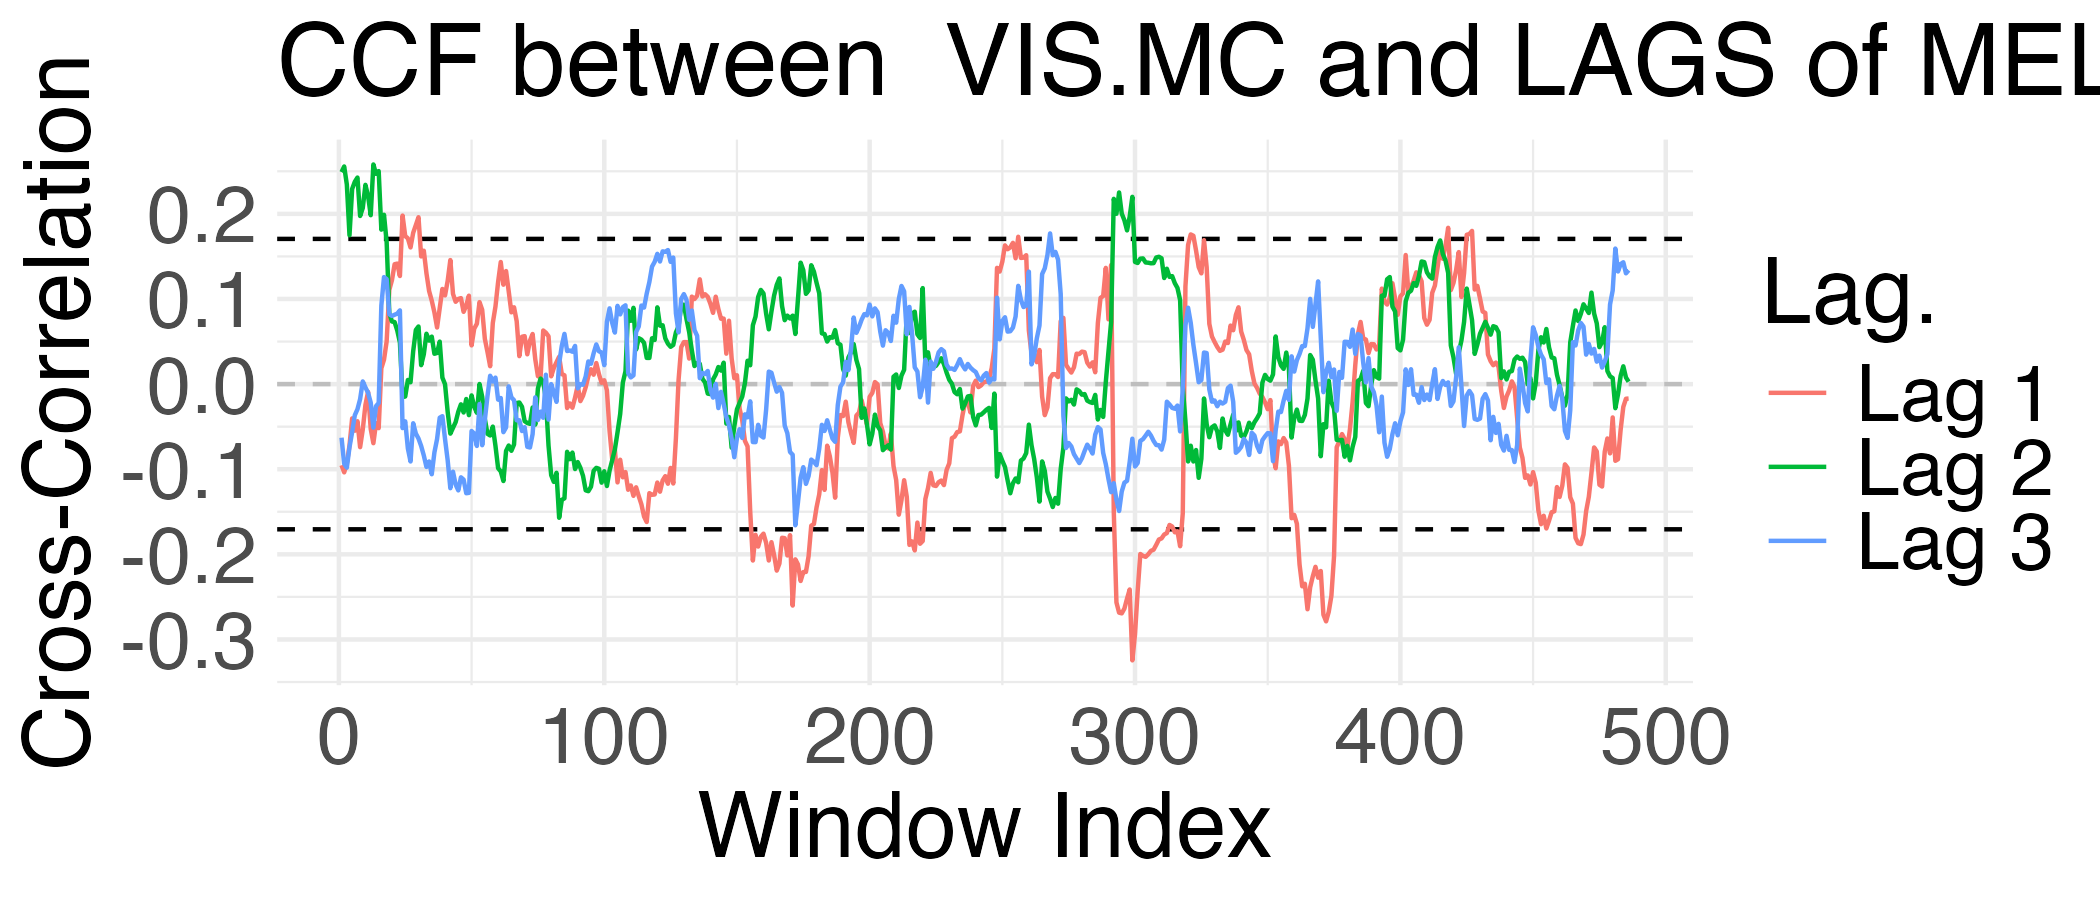 CCF between VIS.MC and LAGS of MEL
Cross-Correlation
0.2
0.1
0.0
-0.1
-0.2
-0.3
0 100 200 300 400 500
Window Index
Lag.
Lag 1
Lag 2
Lag 3